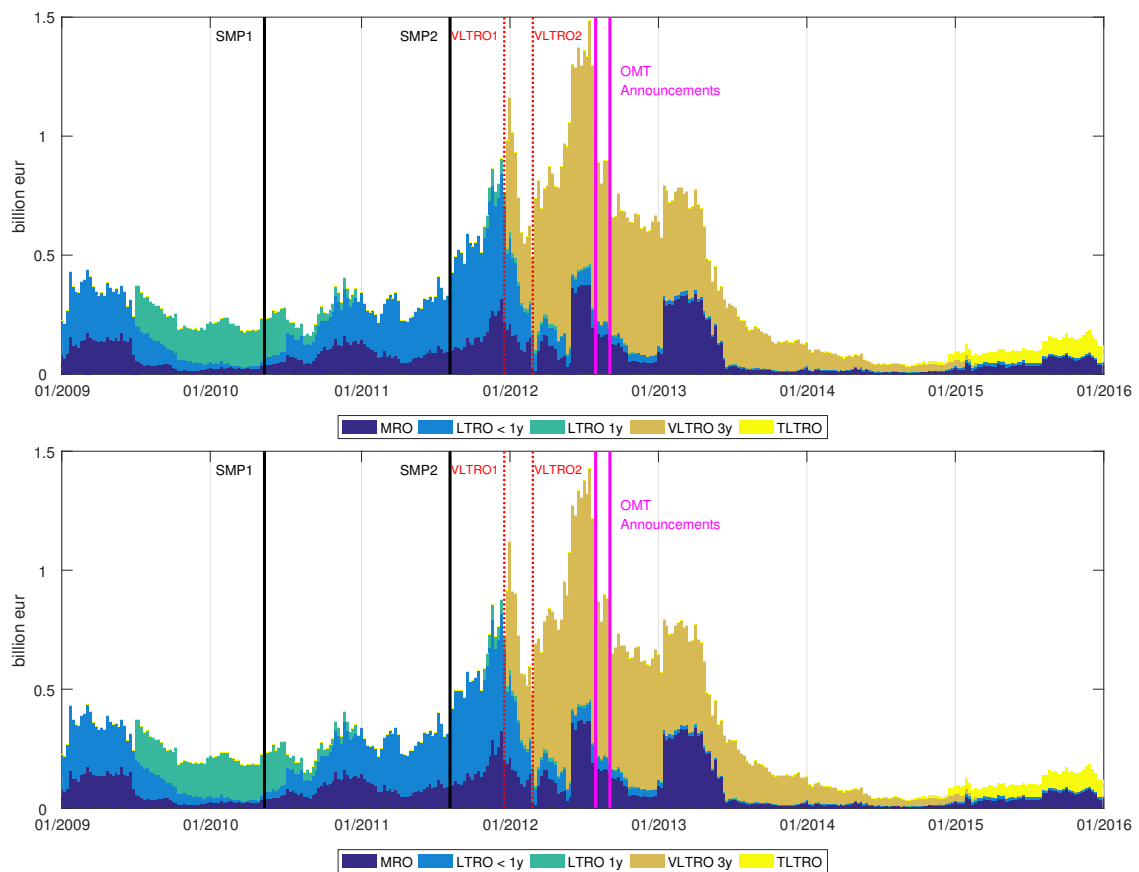 1.5
SMP1
SMP2
VLTRO1
VLTRO2
OMT
Announcements
1
billion eur
0.5
0
01/2009
01/2010
01/2011
01/2012
01/2013
01/2014
01/2015
01/2016
MRO
LTRO < 1y
LTRO 1y
VLTRO 3y
TLTRO
1.5
SMP1
SMP2
VLTRO1
VLTRO2
OMT
Announcements
1
billion eur
0.5
0
01/2009
01/2010
01/2011
01/2012
01/2013
01/2014
01/2015
01/2016
MRO
LTRO < 1y
LTRO 1y
VLTRO 3y
TLTRO